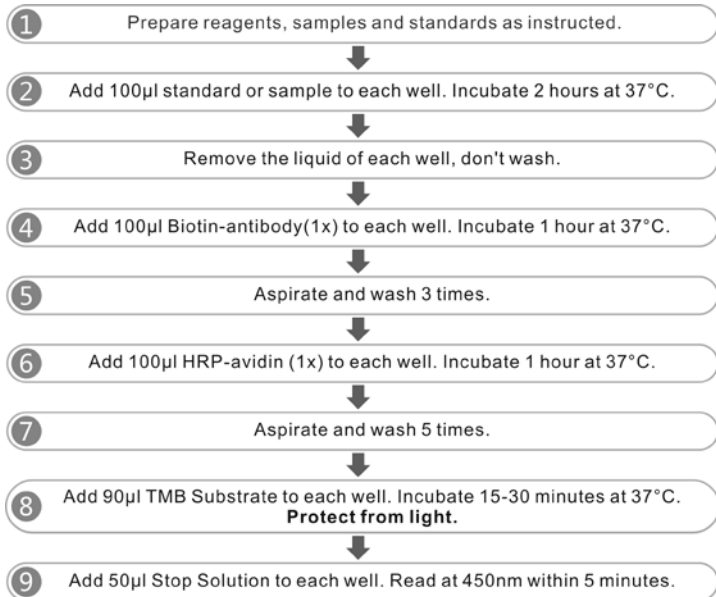 1 Prepare reagents, samples and standards as instructed.
2 Add 100μl standard or sample to each well. Incubate 2 hours at 37°C.
3 Remove the liquid of each well, don't wash.
4 Add 100μl Biotin-antibody(1x) to each well. Incubate 1 hour at 37°C.
5 Aspirate and wash 3 times.
6 Add 100μl HRP-avidin (1x) to each well. Incubate 1 hour at 37°C.
7 Aspirate and wash 5 times.
8 Add 90μl TMB Substrate to each well. Incubate 15-30 minutes at 37°C.
Protect from light.
9 Add 50μl Stop Solution to each well. Read at 450nm within 5 minutes.